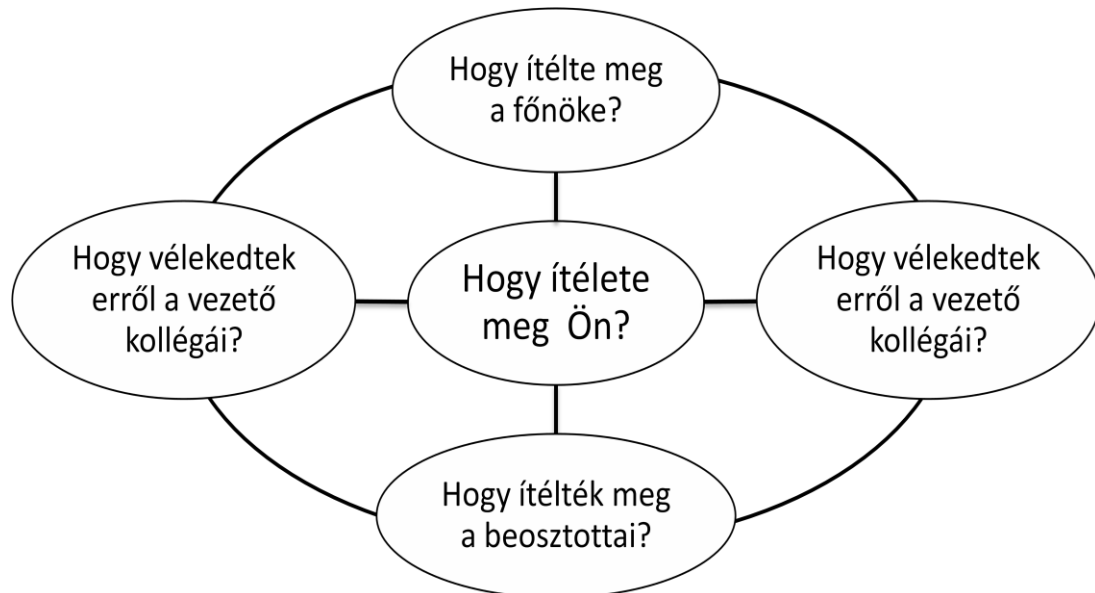 Hogy ítélte meg
a főnöke?
Hogy vélekedtek
erről a vezető
kollégái?
Hogy ítélete
meg Ön?
Hogy vélekedtek
erről a vezető
kollégái?
Hogy ítélték meg
a beosztottai?